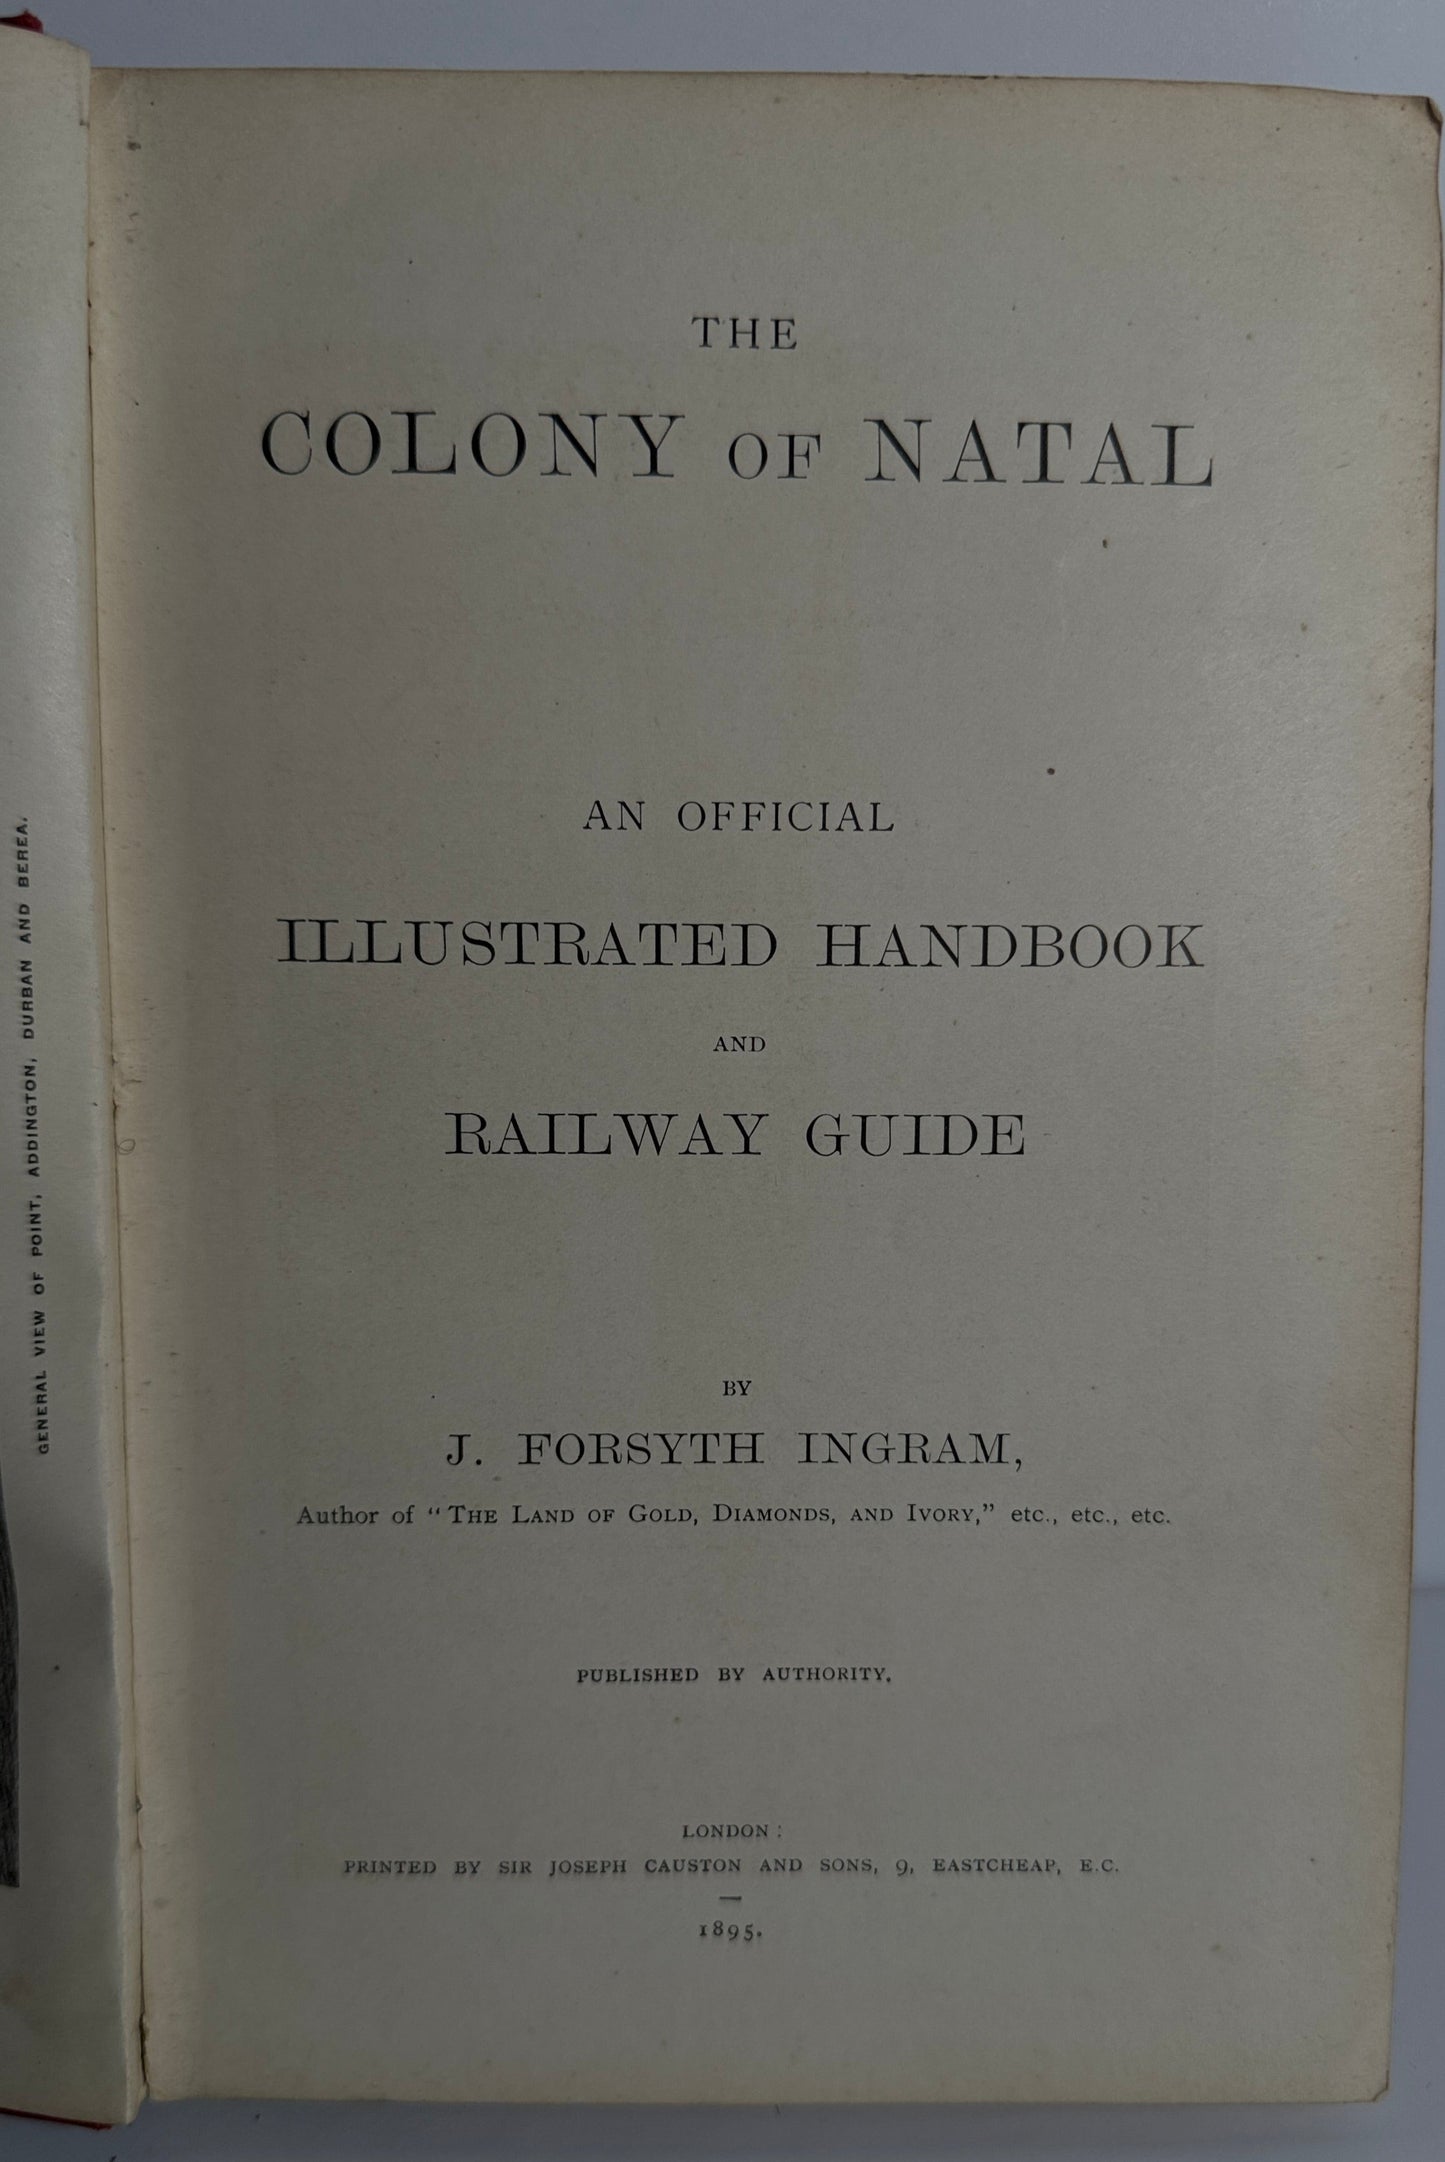 GENERAL VIEW OF POINT, ADDINGTON, DURBAN AND BEREA.
THE
COLONY OF NATAL
AN OFFICIAL
ILLUSTRATED HANDBOOK
AND
RAILWAY GUIDE
BY
J. FORSYTH INGRAM,
Author of "THE LAND OF GOLD, DIAMONDS, AND IVORY," etc., etc., etc.
PUBLISHED BY AUTHORITY.
LONDON:
PRINTED BY SIR JOSEPH CAUSTON AND SONS, 9, EASTCHEAP, E.C.
1895.